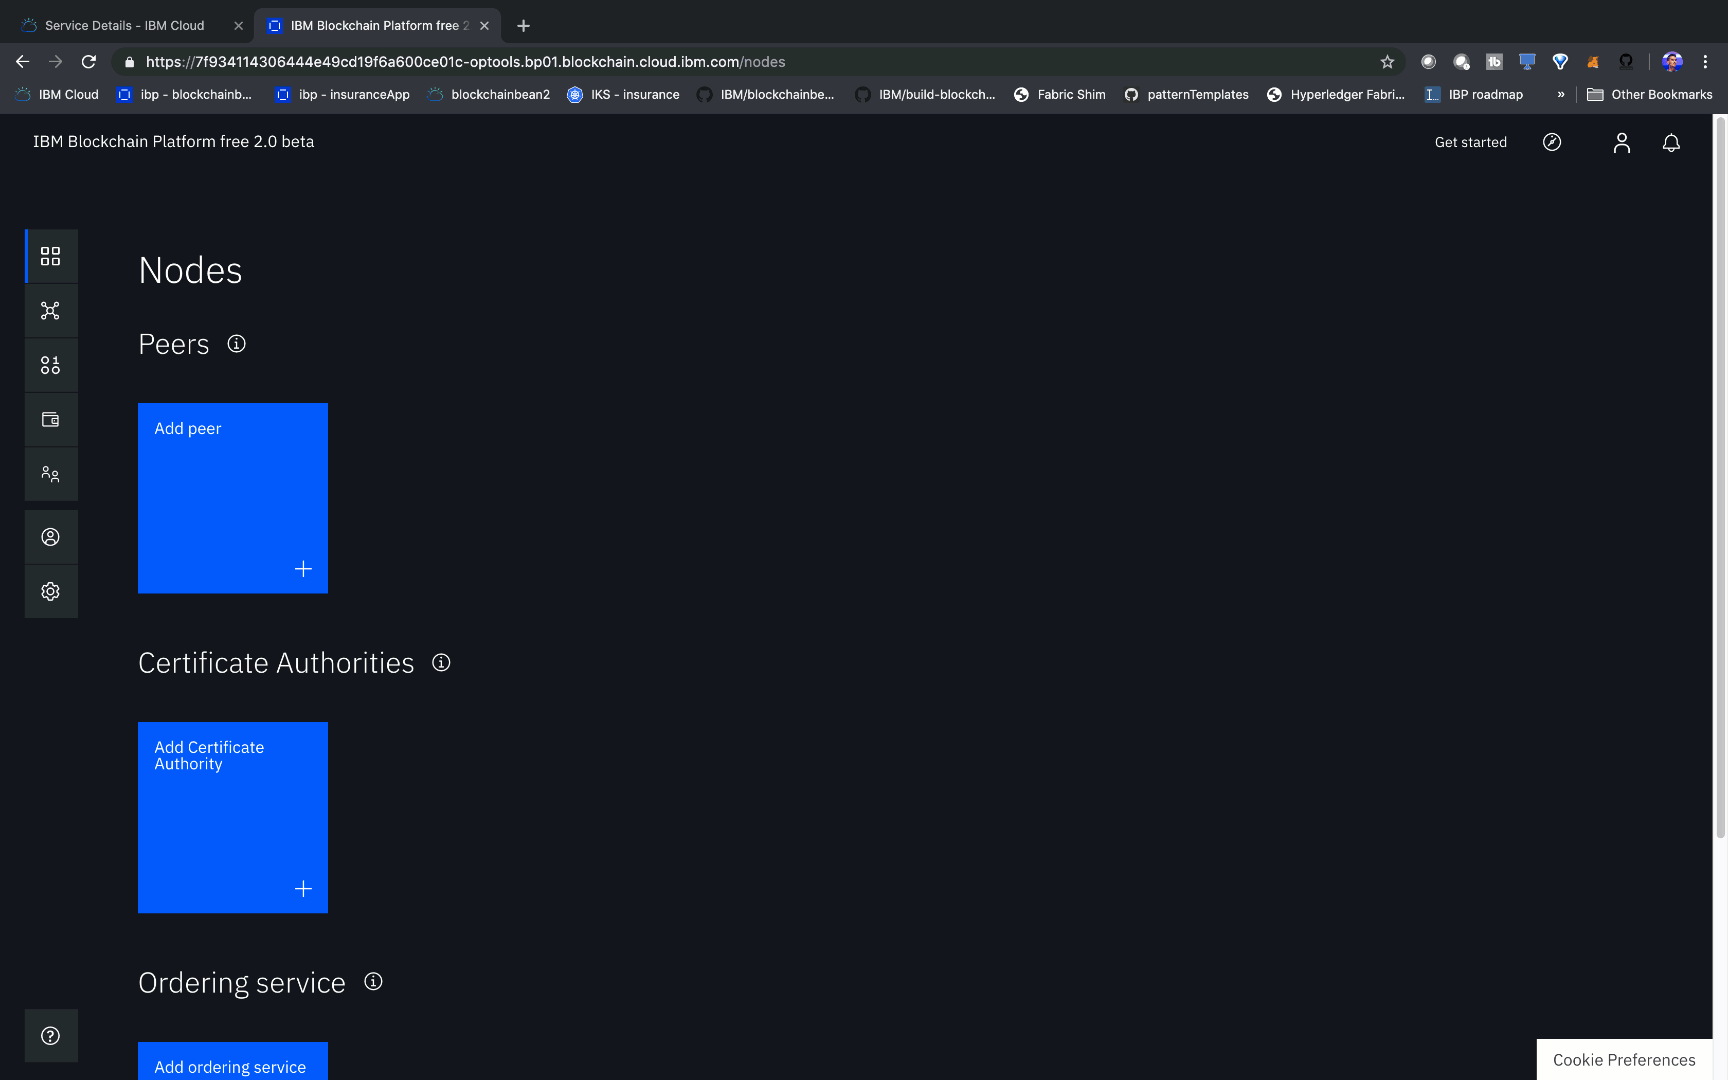 Service Details - IBM Cloud
IBM Blockchain Platform free 2
https://7f934114306444e49cd19f6a600ce01c-optools.bp01.blockchain.cloud.ibm.com/nodes
IBM Cloud
ibp - blockchainb...
ibp - insuranceApp
blockchainbean2
IKS - insurance
IBM/blockchainbe...
IBM/build-blockch...
Fabric Shim
patternTemplates
Hyperledger Fabri...
IBP roadmap
»
Other Bookmarks
IBM Blockchain Platform free 2.0 beta
Get started
Nodes
Peers
Add peer
Certificate Authorities
Add Certificate
Authority
Ordering service
Add ordering service
Cookie Preferences